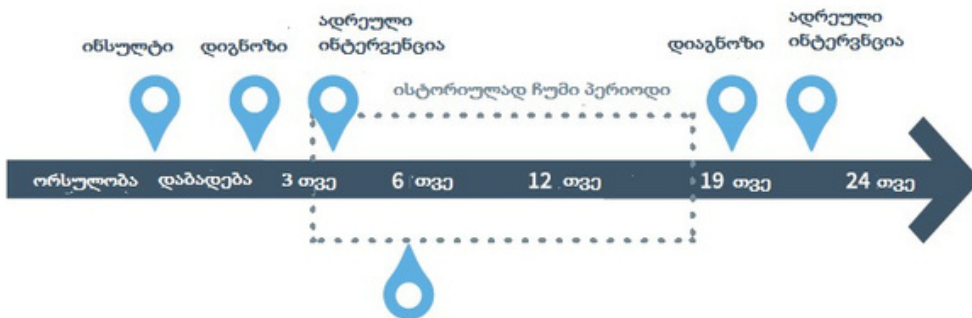 ინსულტი
დიგნოზი
ადრეული
ინტერვენცია
ისტორიულად ჩუმი პერიოდი
დიაგნოზი
ადრეული
ინტერვნცია
ორსულობა
დაბადება
3 თვე
6 თვე
12 თვე
19 თვე
24 თვე